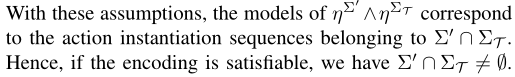 With these assumptions, the models of η^Σ′ ∧ η^Σ_𝒯 correspond
to the action instantiation sequences belonging to Σ′ ∩ Σ_𝒯.
Hence, if the encoding is satisfiable, we have Σ′ ∩ Σ_𝒯 ≠ ∅.